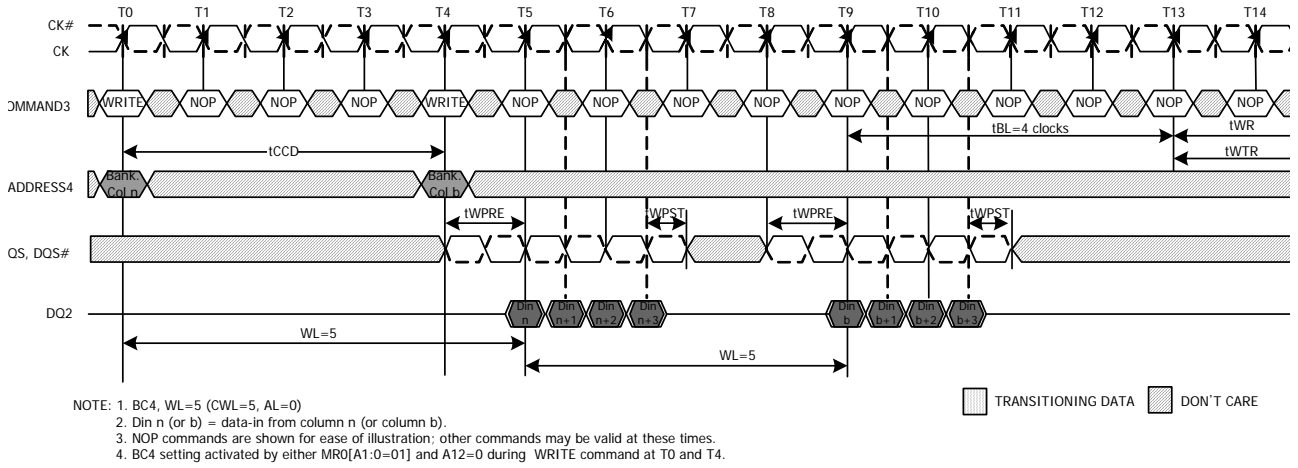 CK# T0 T1 T2 T3 T4 T5 T6 T7 T8 T9 T10 T11 T12 T13 T14
CK
OMMAND3 WRITE NOP NOP NOP WRITE NOP NOP NOP NOP NOP NOP NOP NOP NOP NOP
tBL=4 clocks tWR
tCCD tWTR
ADDRESS4 Bank. Col n Bank. Col b
tWPRE tWPST tWPRE tWPST
QS, DQS#
DQ2 Din n Din n+1 Din n+2 Din n+3 Din b Din b+1 Din b+2 Din b+3
WL=5
WL=5
TRANSITIONING DATA DON'T CARE
NOTE: 1. BC4, WL=5 (CWL=5, AL=0)
2. Din n (or b) = data-in from column n (or column b).
3. NOP commands are shown for ease of illustration; other commands may be valid at these times.
4. BC4 setting activated by either MR0[A1:0=01] and A12=0 during WRITE command at T0 and T4.